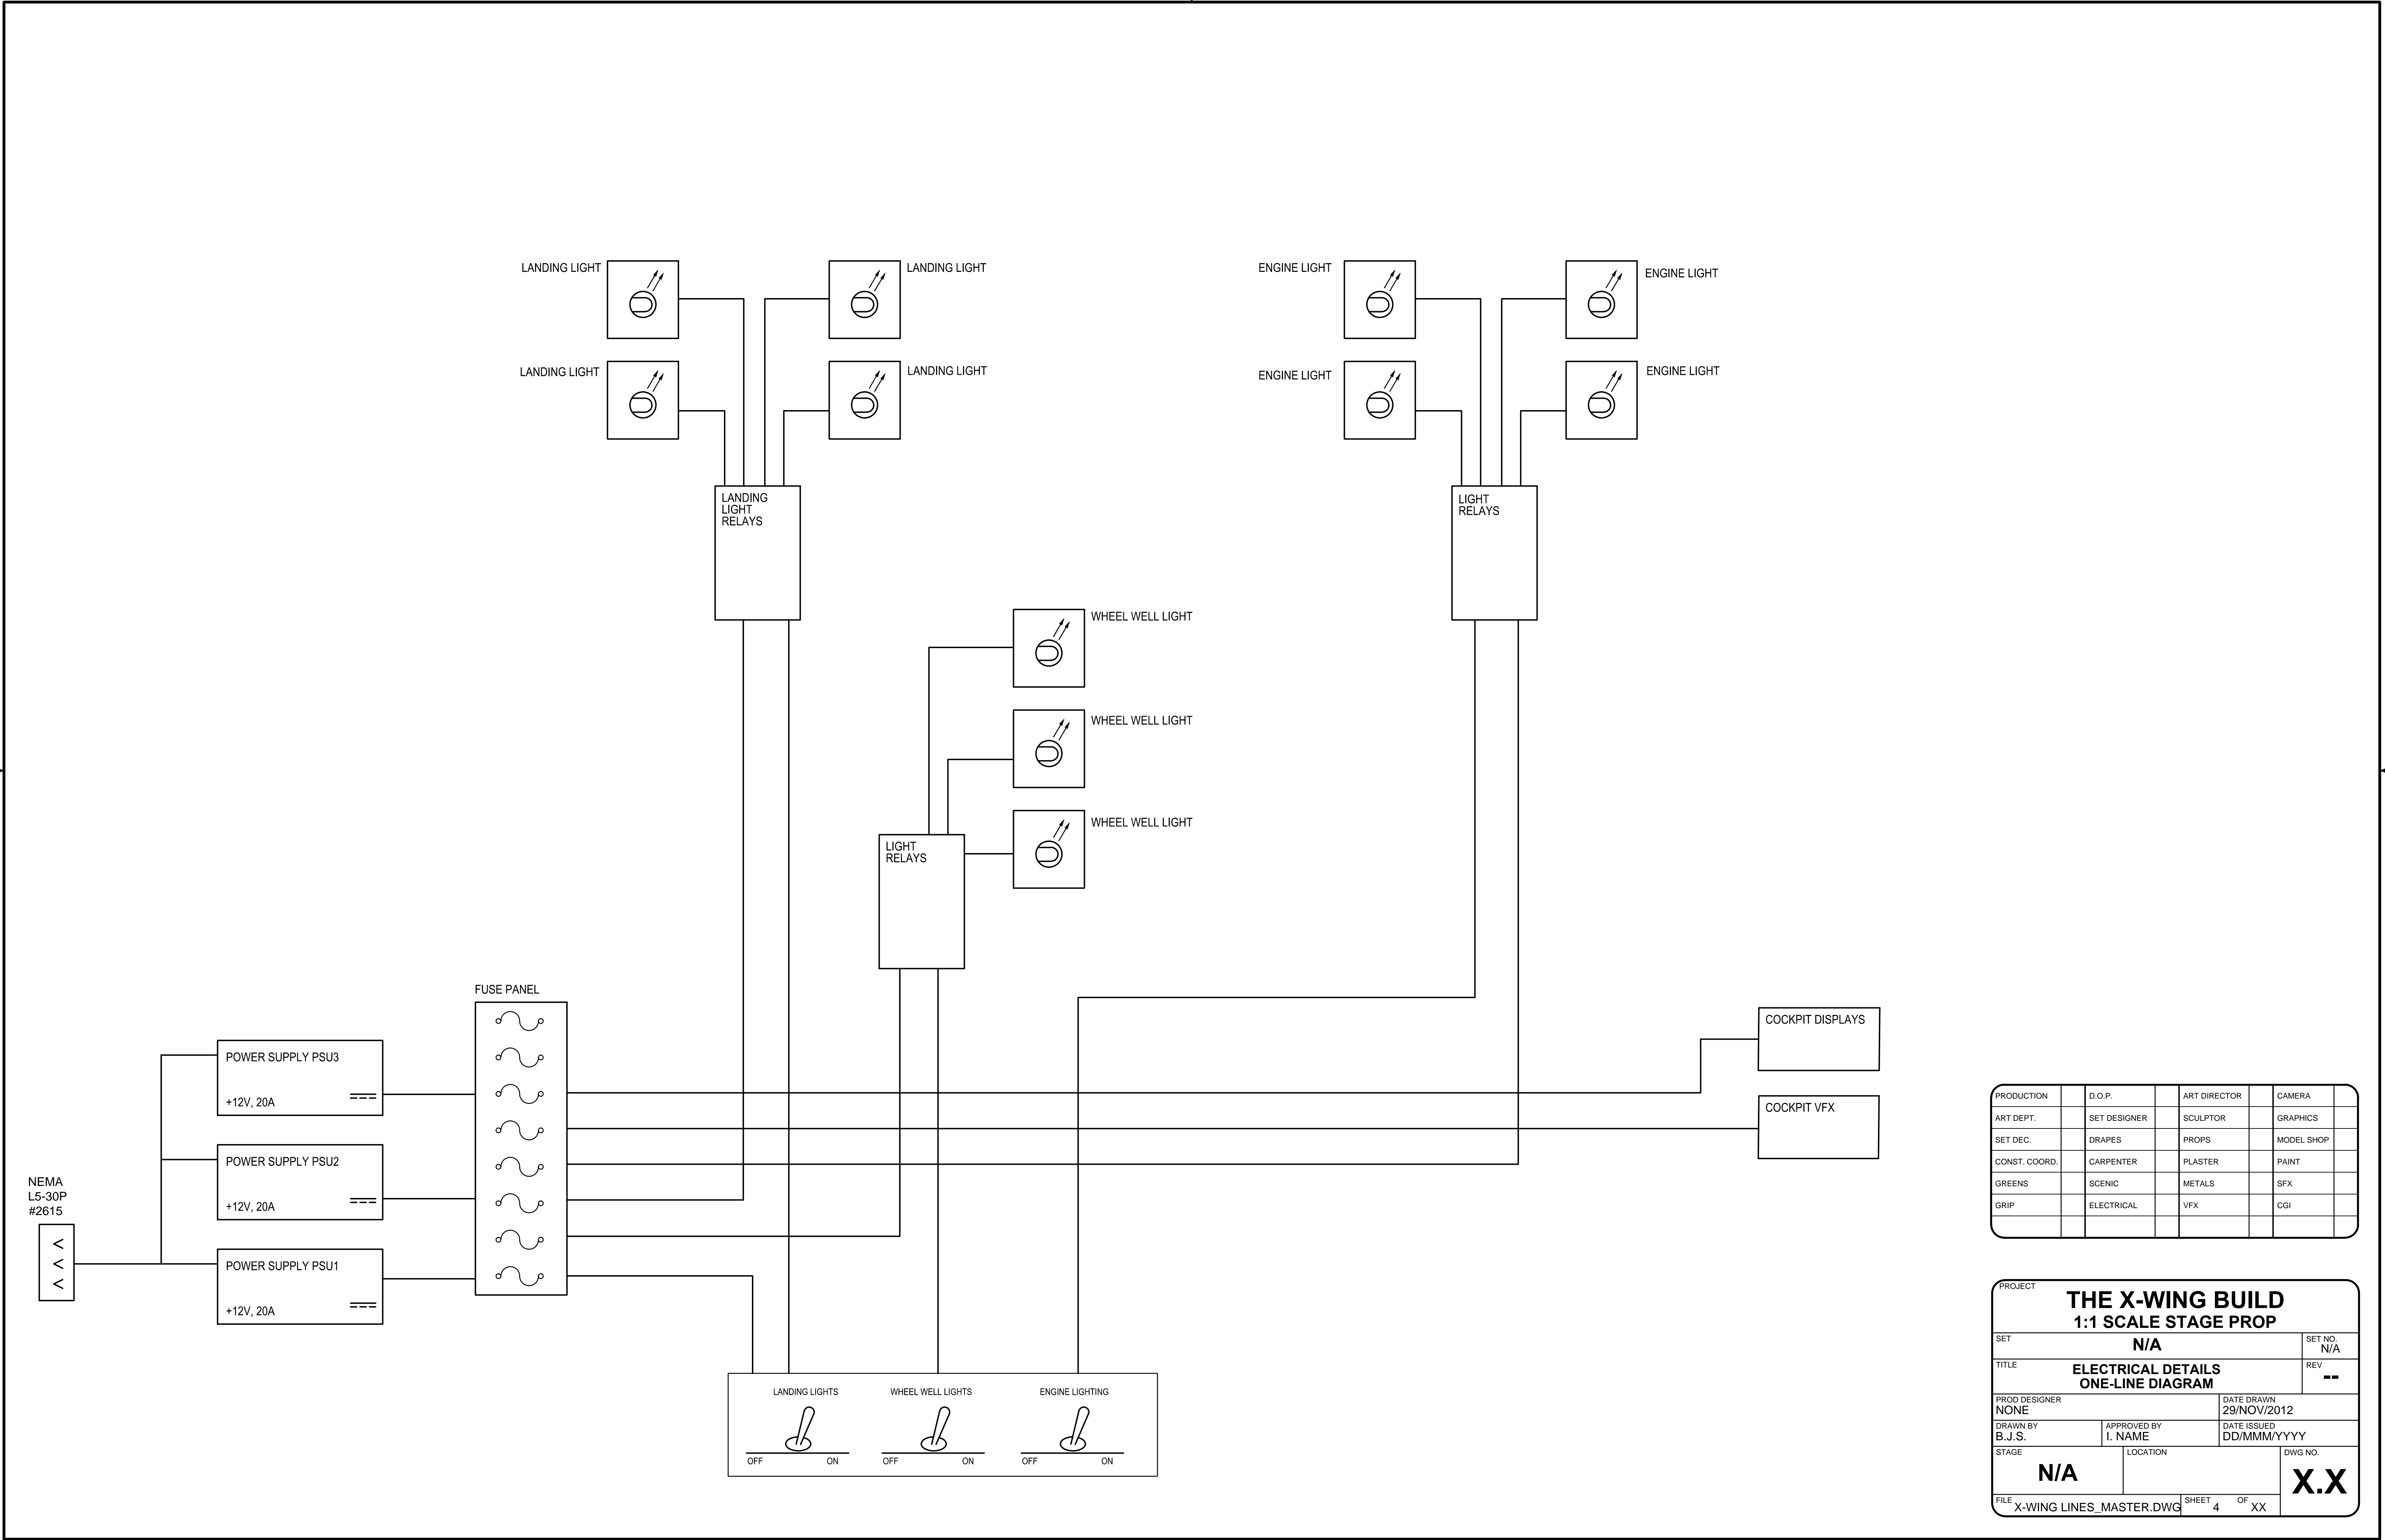 LANDING LIGHT
LANDING LIGHT
ENGINE LIGHT
ENGINE LIGHT
LANDING LIGHT
LANDING LIGHT
ENGINE LIGHT
ENGINE LIGHT
LANDING
LIGHT
RELAYS
LIGHT
RELAYS
WHEEL WELL LIGHT
WHEEL WELL LIGHT
WHEEL WELL LIGHT
LIGHT
RELAYS
FUSE PANEL
COCKPIT DISPLAYS
COCKPIT VFX
POWER SUPPLY PSU3
+12V, 20A
POWER SUPPLY PSU2
+12V, 20A
POWER SUPPLY PSU1
+12V, 20A
NEMA
L5-30P
#2615
LANDING LIGHTS
OFF ON
WHEEL WELL LIGHTS
OFF ON
ENGINE LIGHTING
OFF ON
PRODUCTION D.O.P. ART DIRECTOR CAMERA
ART DEPT. SET DESIGNER SCULPTOR GRAPHICS
SET DEC. DRAPES PROPS MODEL SHOP
CONST. COORD. CARPENTER PLASTER PAINT
GREENS SCENIC METALS SFX
GRIP ELECTRICAL VFX CGI
PROJECT
THE X-WING BUILD
1:1 SCALE STAGE PROP
SET
N/A
SET NO.
N/A
TITLE
ELECTRICAL DETAILS
ONE-LINE DIAGRAM
REV
--
PROD DESIGNER
NONE
DATE DRAWN
29/NOV/2012
DRAWN BY
B.J.S.
APPROVED BY
I. NAME
DATE ISSUED
DD/MMM/YYYY
STAGE
N/A
LOCATION
DWG NO.
X.X
FILE X-WING LINES_MASTER.DWG
SHEET 4 OF XX